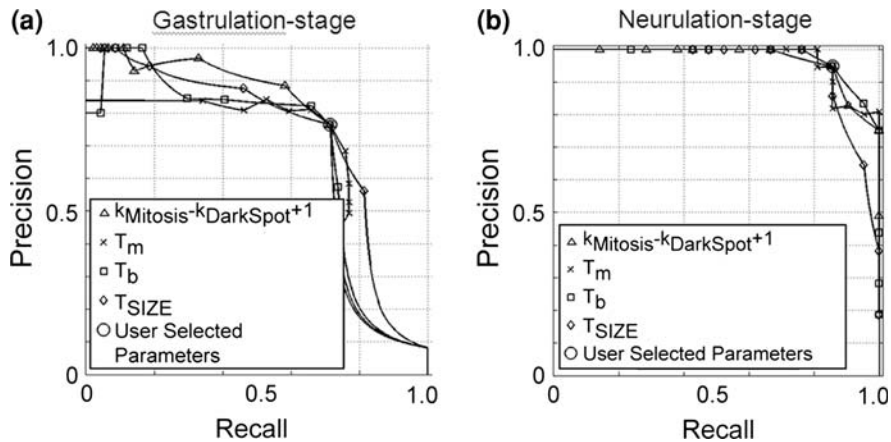 (a)
Gastrulation-stage
Precision
1.0
0.5
0
kMitosis-kDarkSpot+1
Tm
Tb
TSIZE
User Selected
Parameters
0
0.5
1.0
Recall
(b)
Neurulation-stage
Precision
1.0
0.5
0
kMitosis-kDarkSpot+1
Tm
Tb
TSIZE
User Selected Parameters
0
0.5
1.0
Recall